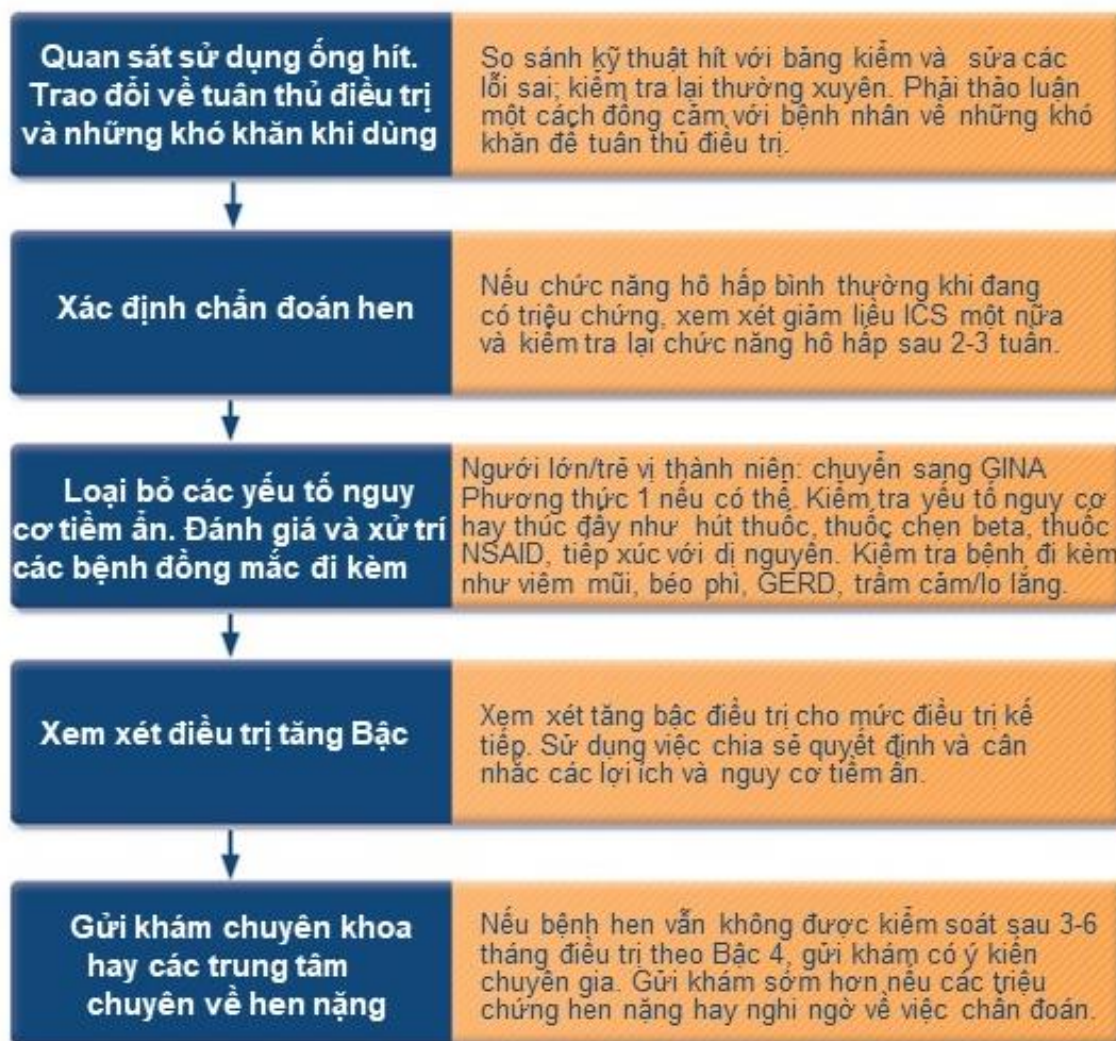 Quan sát sử dụng ống hít.
Trao đổi về tuân thủ điều trị
và những khó khăn khi dùng
So sánh kỹ thuật hít với bảng kiểm và sửa các
lỗi sai; kiểm tra lại thường xuyên. Phải thảo luận
một cách đồng cảm với bệnh nhân về những khó
khăn để tuân thủ điều trị.
Xác định chẩn đoán hen
Nếu chức năng hô hấp bình thường khi đang
có triệu chứng, xem xét giảm liều ICS một nữa
và kiểm tra lại chức năng hô hấp sau 2-3 tuần.
Loại bỏ các yếu tố nguy
cơ tiềm ẩn. Đánh giá và xử trí
các bệnh đồng mắc đi kèm
Người lớn/trẻ vị thành niên: chuyển sang GINA
Phương thức 1 nếu có thể. Kiểm tra yếu tố nguy cơ
hay thúc đẩy như hút thuốc, thuốc chẹn beta, thuốc
NSAID, tiếp xúc với dị nguyên. Kiểm tra bệnh đi kèm
như viêm mũi, béo phì, GERD, trầm cảm/lo lắng.
Xem xét điều trị tăng Bậc
Xem xét tăng bậc điều trị cho mức điều trị kế
tiếp. Sử dụng việc chia sẻ quyết định và cân
nhắc các lợi ích và nguy cơ tiềm ẩn.
Gửi khám chuyên khoa
hay các trung tâm
chuyên về hen nặng
Nếu bệnh hen vẫn không được kiểm soát sau 3-6
tháng điều trị theo Bậc 4, gửi khám có ý kiến
chuyên gia. Gửi khám sớm hơn nếu các triệu
chứng hen nặng hay nghi ngờ về việc chẩn đoán.